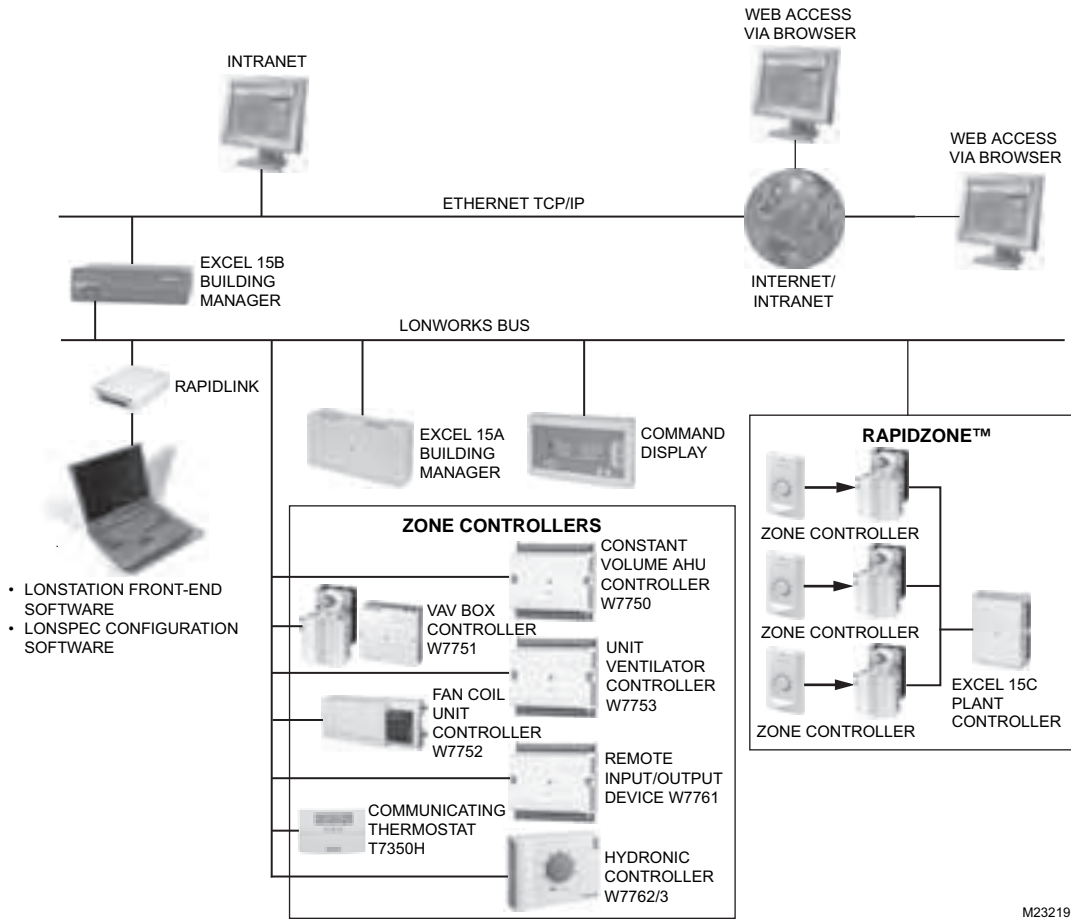 WEB ACCESS
VIA BROWSER
INTRANET
WEB ACCESS
VIA BROWSER
ETHERNET TCP/IP
EXCEL 15B
BUILDING
MANAGER
INTERNET/
INTRANET
LONWORKS BUS
RAPIDLINK
EXCEL 15A
BUILDING
MANAGER
COMMAND
DISPLAY
• LONSTATION FRONT-END
SOFTWARE
• LONSPEC CONFIGURATION
SOFTWARE
ZONE CONTROLLERS
CONSTANT
VOLUME AHU
CONTROLLER
W7750
VAV BOX
CONTROLLER
W7751
UNIT
VENTILATOR
CONTROLLER
W7753
FAN COIL
UNIT
CONTROLLER
W7752
REMOTE
INPUT/OUTPUT
DEVICE W7761
COMMUNICATING
THERMOSTAT
T7350H
HYDRONIC
CONTROLLER
W7762/3
RAPIDZONE™
ZONE CONTROLLER
ZONE CONTROLLER
ZONE CONTROLLER
EXCEL 15C
PLANT
CONTROLLER
M23219